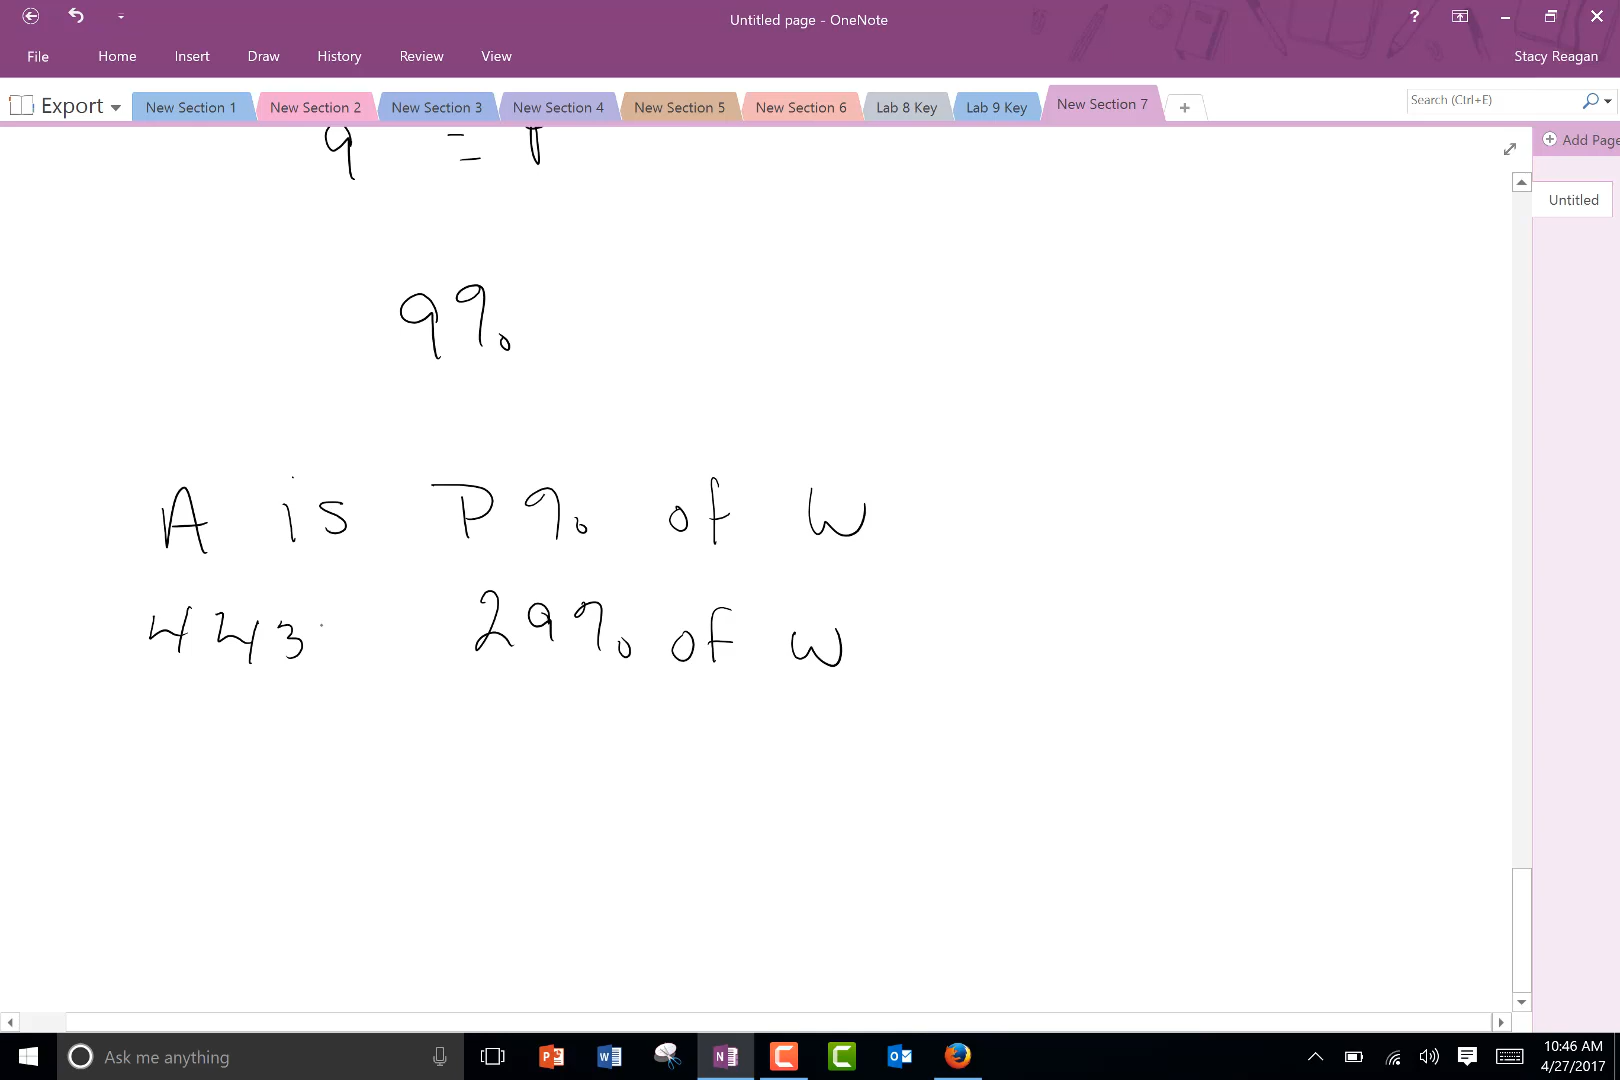 Untitled page - OneNote
?
File Home Insert Draw History Review View
Stacy Reagan
Export New Section 1 New Section 2 New Section 3 New Section 4 New Section 5 New Section 6 Lab 8 Key Lab 9 Key New Section 7 +
Search (Ctrl+E)
Add Page
Untitled
9 =
9%
A is P% of W
443 29% of W
Ask me anything
10:46 AM
4/27/2017